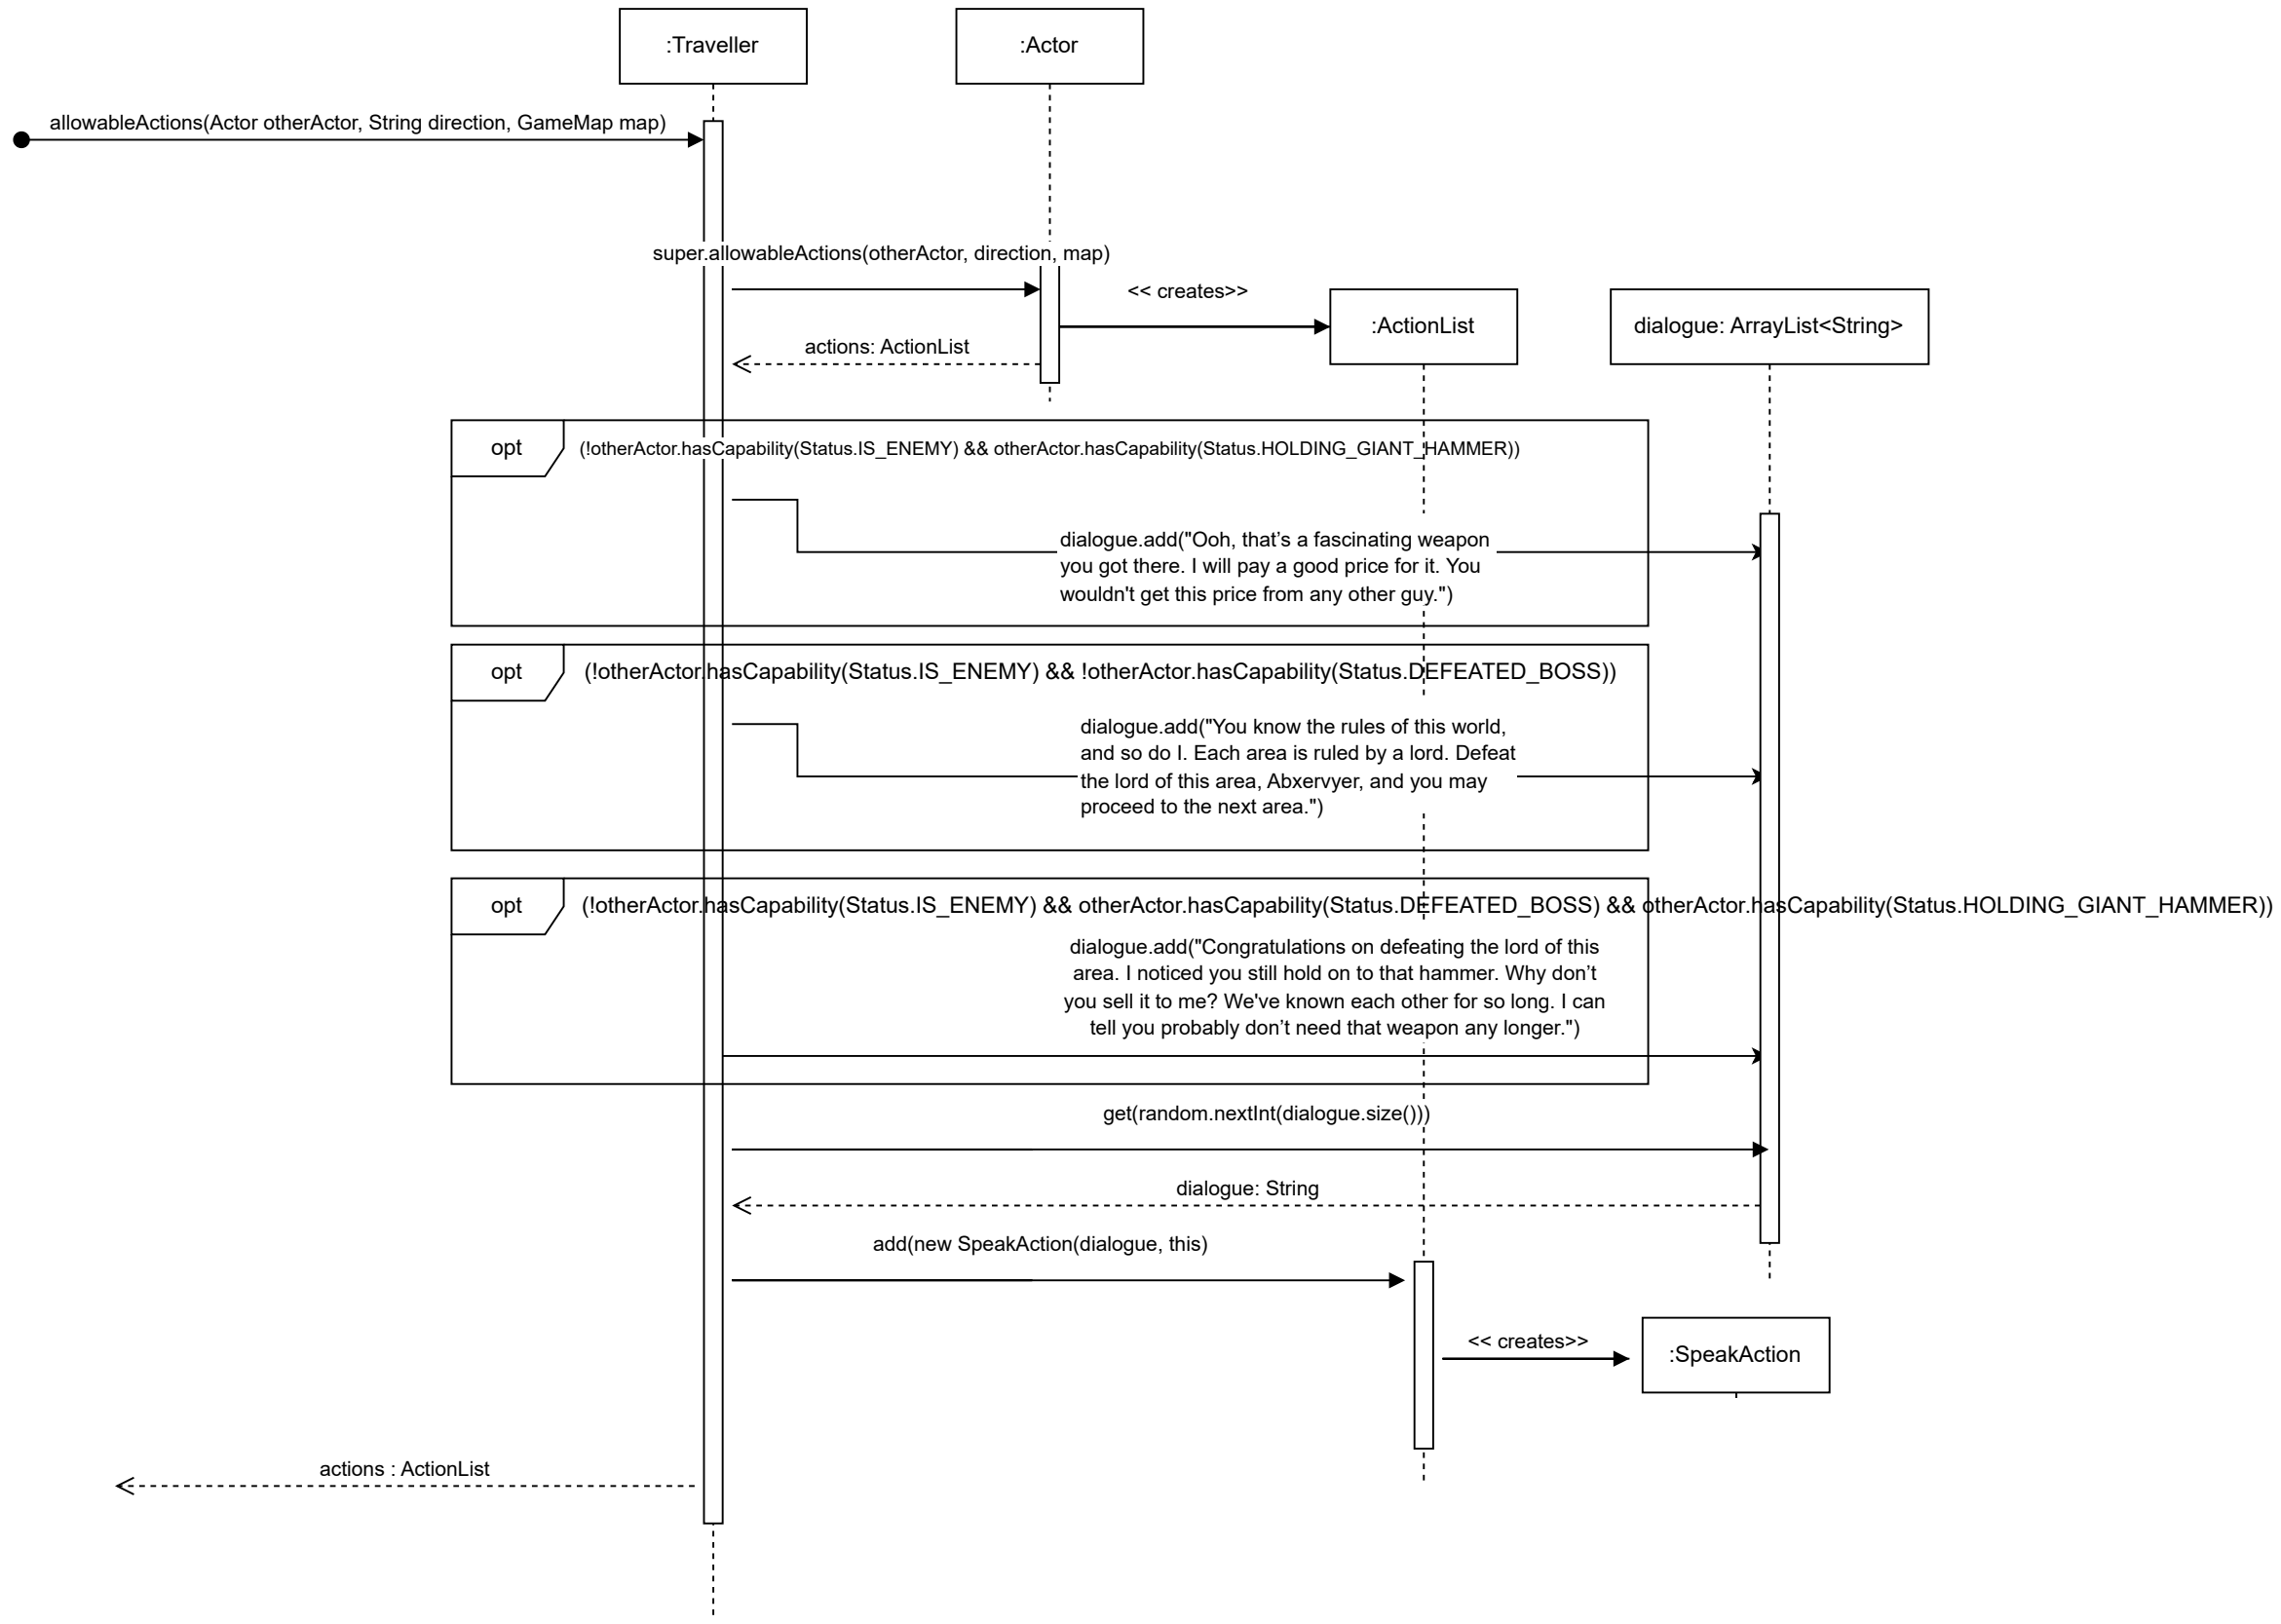 :Traveller
:Actor
allowableActions(Actor otherActor, String direction, GameMap map)
super.allowableActions(otherActor, direction, map)
<< creates>>
:ActionList
dialogue: ArrayList<String>
actions: ActionList
opt
(!otherActor.hasCapability(Status.IS_ENEMY) && otherActor.hasCapability(Status.HOLDING_GIANT_HAMMER))
dialogue.add("Ooh, that’s a fascinating weapon
you got there. I will pay a good price for it. You
wouldn't get this price from any other guy.")
opt
(!otherActor.hasCapability(Status.IS_ENEMY) && !otherActor.hasCapability(Status.DEFEATED_BOSS))
dialogue.add("You know the rules of this world,
and so do I. Each area is ruled by a lord. Defeat
the lord of this area, Abxervyer, and you may
proceed to the next area.")
opt
(!otherActor.hasCapability(Status.IS_ENEMY) && otherActor.hasCapability(Status.DEFEATED_BOSS) && otherActor.hasCapability(Status.HOLDING_GIANT_HAMMER))
dialogue.add("Congratulations on defeating the lord of this
area. I noticed you still hold on to that hammer. Why don’t
you sell it to me? We've known each other for so long. I can
tell you probably don’t need that weapon any longer.")
get(random.nextInt(dialogue.size()))
dialogue: String
add(new SpeakAction(dialogue, this)
<< creates>>
:SpeakAction
actions : ActionList